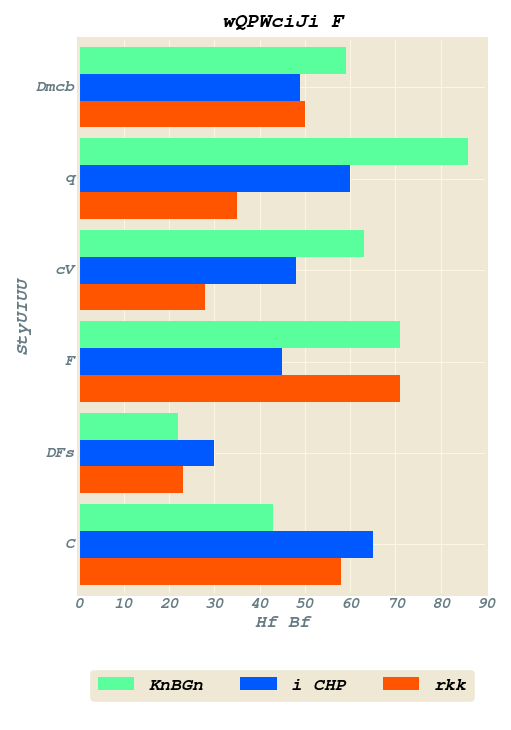 wQPWciJi F
Dmcb
q
cV
F
DFs
C
StyUIUU
0 10 20 30 40 50 60 70 80 90
Hf Bf
KnBGn i CHP rkk